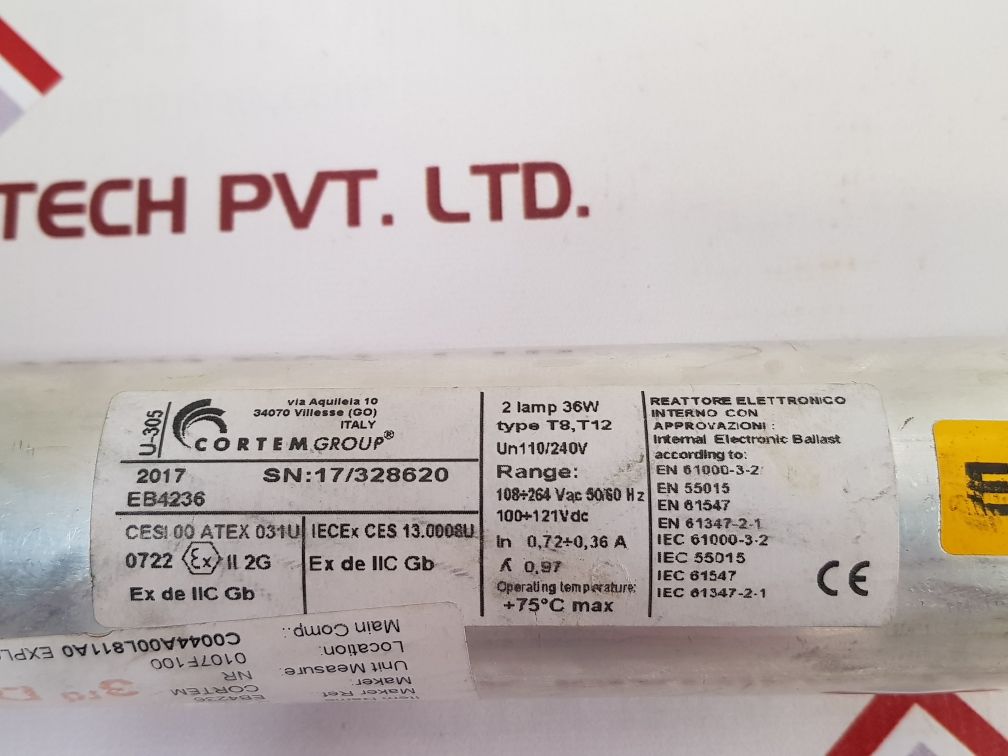 TECH PVT. LTD.
U-305
via Aquileia 10
34070 Villesse (GO)
ITALY
CORTEMGROUP®
2017 SN:17/328620
EB4236
CESI 00 ATEX 031U
0722 Ex II 2G
Ex de IIC Gb
IECEx CES 13.0008U
Ex de IIC Gb
2 lamp 36W
type T8,T12
Un110/240V
Range:
108÷264 Vac 50/60 Hz
100÷121Vdc
In 0,72÷0,36 A
0,97
Operating temperature:
+75°C max
REATTORE ELETTRONICO
INTERNO CON
APPROVAZIONI :
Internal Electronic Ballast
according to:
EN 61000-3-2
EN 55015
EN 61547
EN 61347-2-1
IEC 61000-3-2
IEC 55015
IEC 61547
IEC 61347-2-1
CE
Item Name
Maker Ref EB4236
Maker: CORTEM
Unit Measure: NR
Location: 0107F100
Main Comp.: C0044A00L811A0